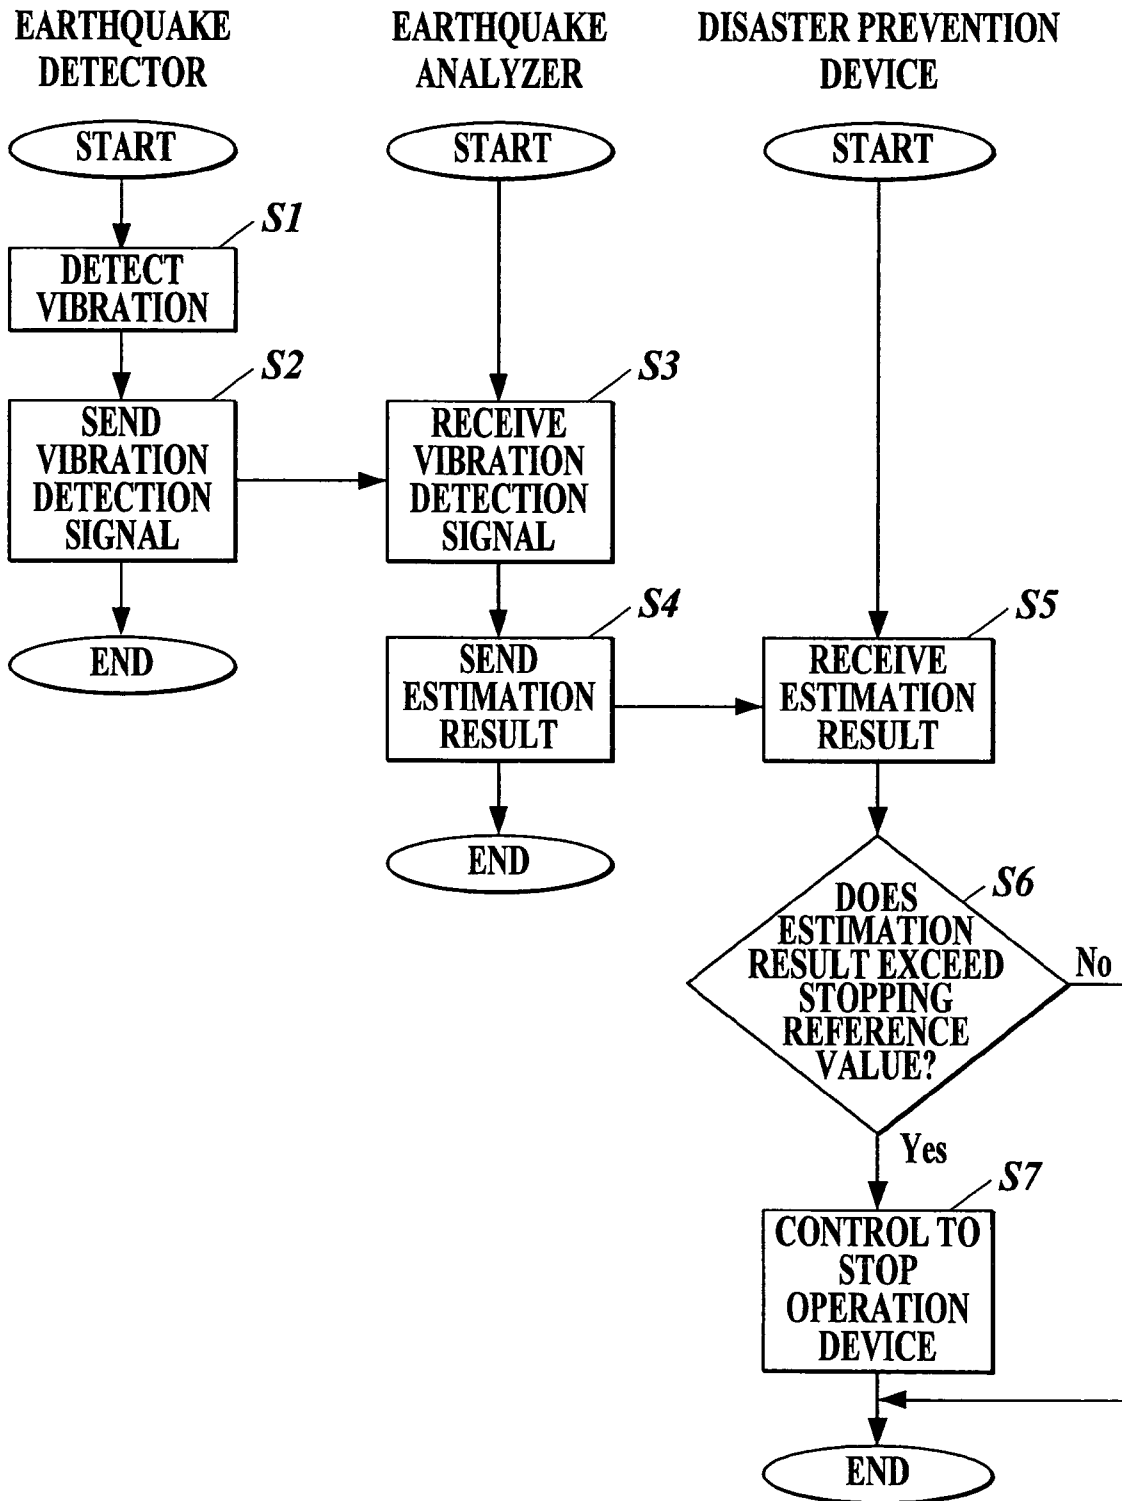 EARTHQUAKE
DETECTOR
START
S1
DETECT
VIBRATION
S2
SEND
VIBRATION
DETECTION
SIGNAL
END
EARTHQUAKE
ANALYZER
START
S3
RECEIVE
VIBRATION
DETECTION
SIGNAL
S4
SEND
ESTIMATION
RESULT
END
DISASTER PREVENTION
DEVICE
START
S5
RECEIVE
ESTIMATION
RESULT
S6
DOES
ESTIMATION
RESULT EXCEED
STOPPING
REFERENCE
VALUE?
No
Yes
S7
CONTROL TO
STOP
OPERATION
DEVICE
END